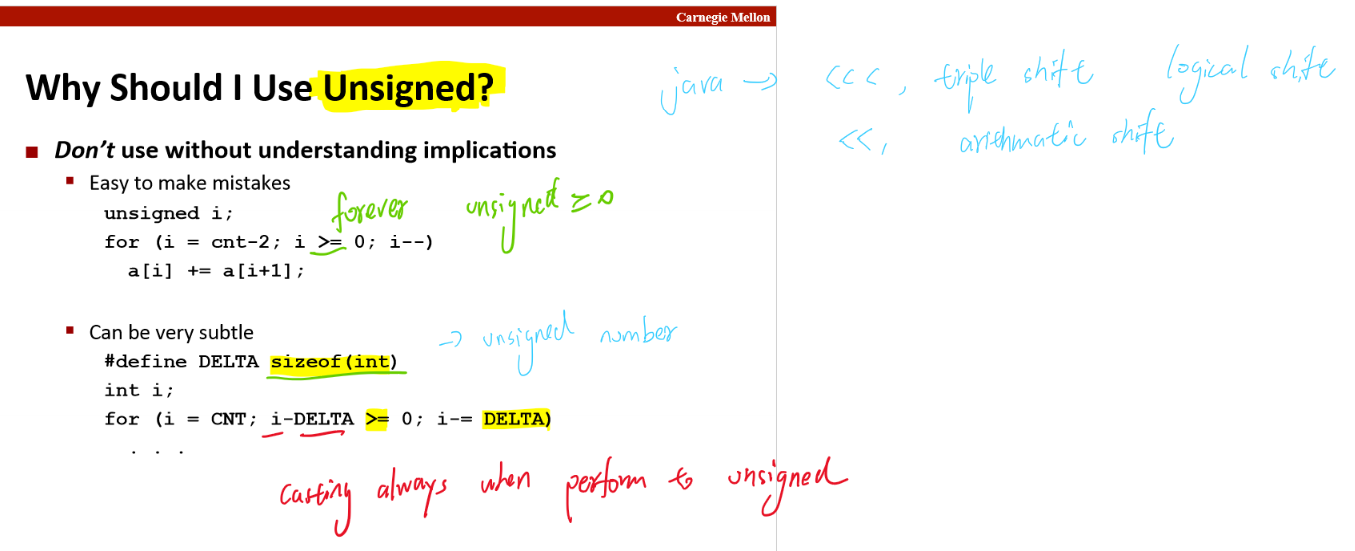 Carnegie Mellon
Why Should I Use Unsigned?
java → <<<, triple shift logical shift
<<, arithmatic shift
■ Don't use without understanding implications
▪ Easy to make mistakes
unsigned i;
forever unsigned ≥ 0
for (i = cnt-2; i >= 0; i--)
a[i] += a[i+1];
▪ Can be very subtle
→ unsigned number
#define DELTA sizeof(int)
int i;
for (i = CNT; i-DELTA >= 0; i-= DELTA)
. . .
casting always when perform to unsigned